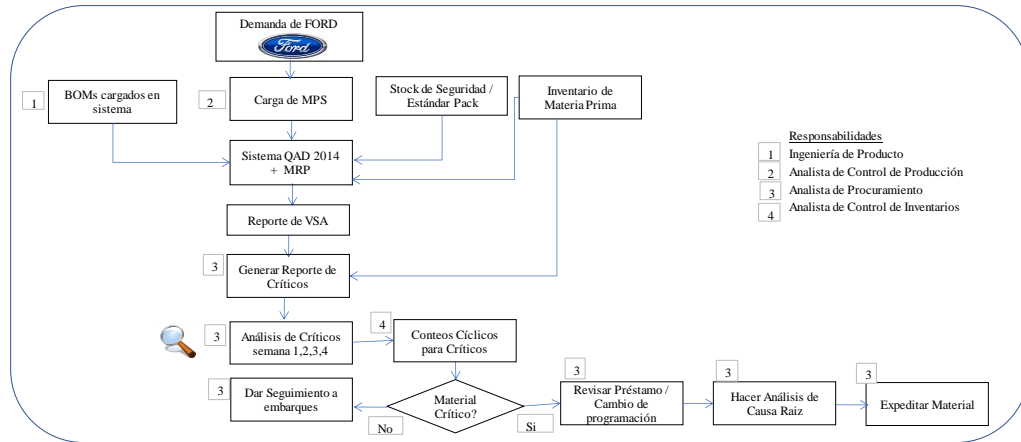 Demanda de FORD
Ford
1
BOMs cargados en
sistema
2
Carga de MPS
Stock de Seguridad /
Estándar Pack
Inventario de
Materia Prima
Sistema QAD 2014
+ MRP
Responsabilidades
1 Ingeniería de Producto
2 Analista de Control de Producción
3 Analista de Procuramiento
4 Analista de Control de Inventarios
Reporte de VSA
3
Generar Reporte de
Críticos
3
Análisis de Críticos
semana 1,2,3,4
4
Conteos Cíclicos
para Críticos
3
Dar Seguimiento a
embarques
No
Material
Crítico?
Si
3
Revisar Préstamo /
Cambio de
programación
3
Hacer Análisis de
Causa Raiz
3
Expeditar Material